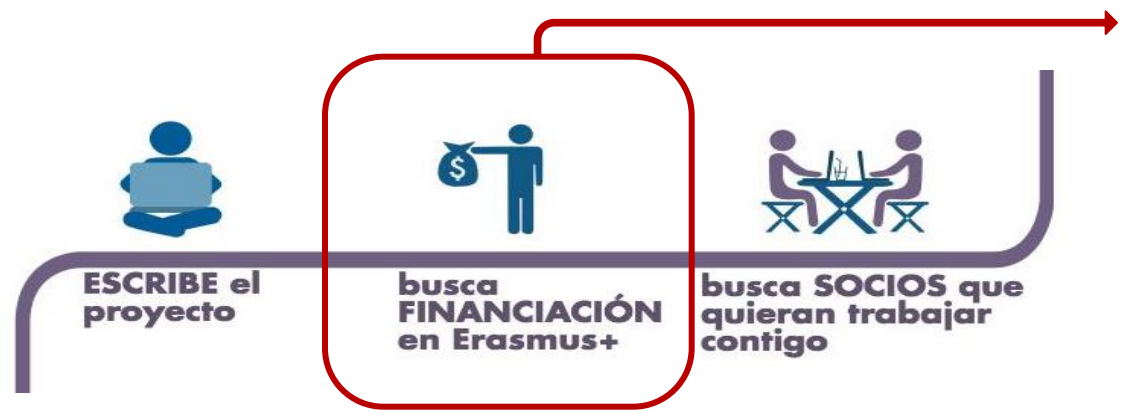 $
ESCRIBE el
proyecto
busca
FINANCIACIÓN
en Erasmus+
busca SOCIOS que
quieran trabajar
contigo